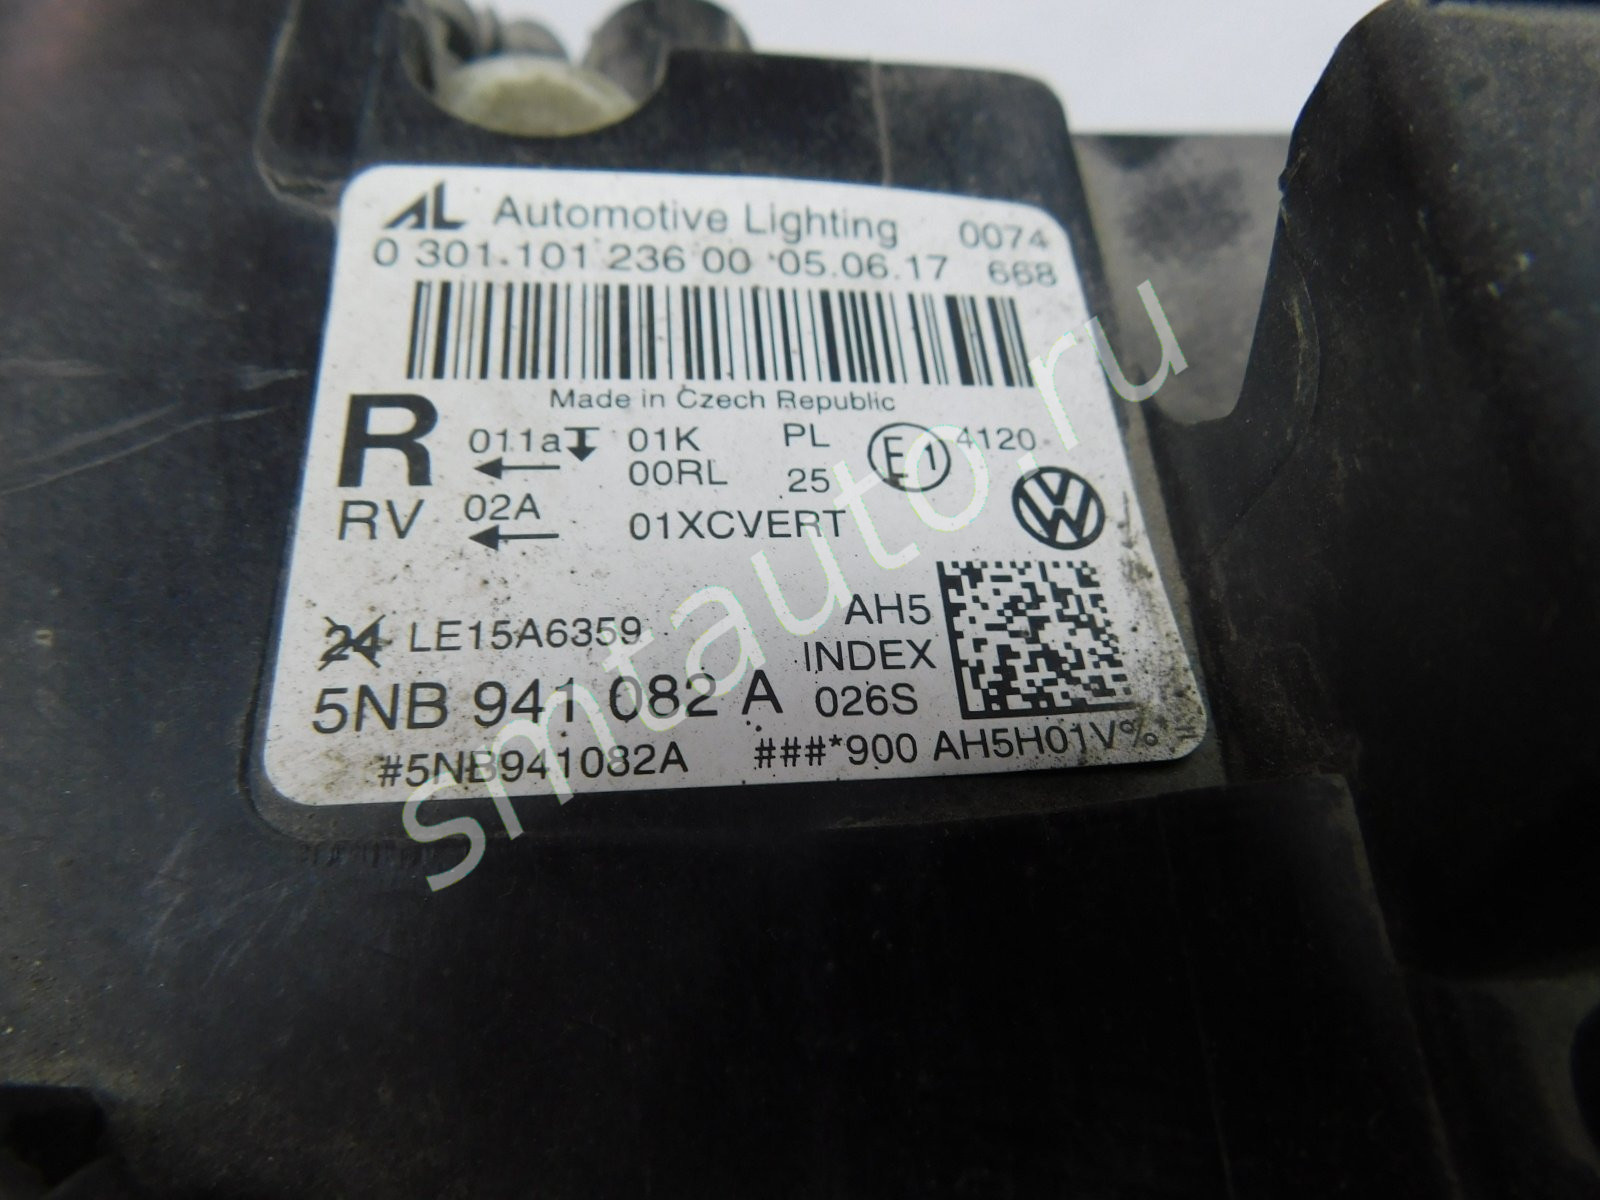 AL Automotive Lighting 0074
0 301.101 236 00 05.06.17 668
Made in Czech Republic
R 011a 01K PL E1 4120
00RL 25
RV 02A 01XCVERT
24 LE15A6359 AH5
INDEX
5NB 941 082 A 026S
#5NB941082A ###*900 AH5H01V%*
smtauto.ru